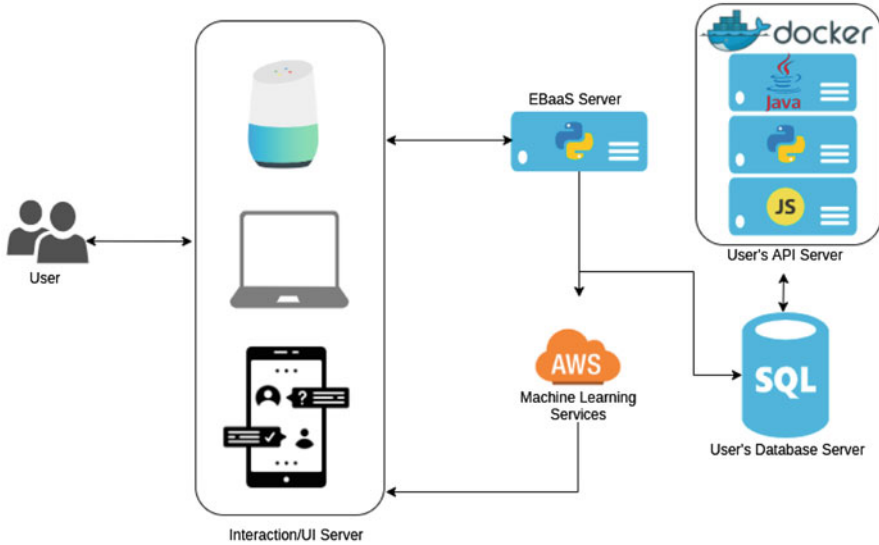 User
?
Interaction/UI Server
EBaaS Server
AWS
Machine Learning
Services
docker
Java
JS
User's API Server
SQL
User's Database Server